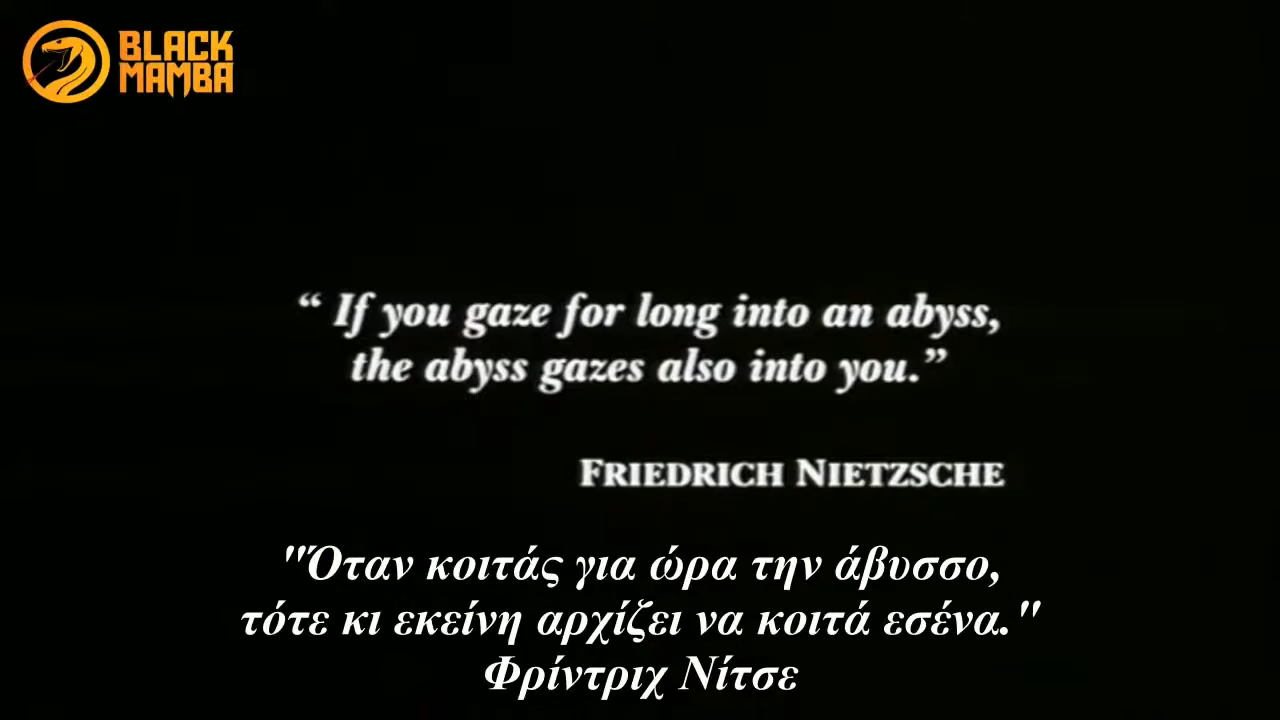 BLACK
MAMBA
“ If you gaze for long into an abyss,
the abyss gazes also into you.”
FRIEDRICH NIETZSCHE
"Όταν κοιτάς για ώρα την άβυσσο,
τότε κι εκείνη αρχίζει να κοιτά εσένα."
Φρίντριχ Νίτσε